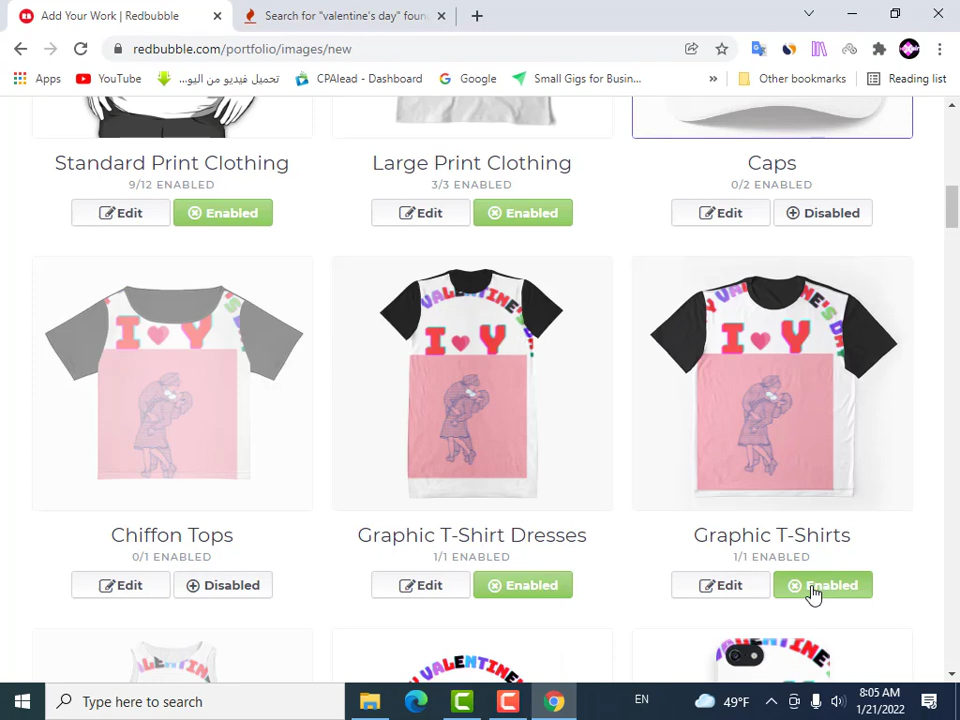 Add Your Work | Redbubble
Search for "valentine's day" foun
redbubble.com/portfolio/images/new
Apps
YouTube
تحميل فيديو من اليو...
CPAlead - Dashboard
Google
Small Gigs for Busin...
»
Other bookmarks
Reading list
Standard Print Clothing
Large Print Clothing
Caps
9/12 ENABLED
3/3 ENABLED
0/2 ENABLED
Edit
Enabled
Edit
Enabled
Edit
Disabled
I Y
VALENTINE'S DA
I Y
Y VALENTINE'S DAY
I Y
Chiffon Tops
Graphic T-Shirt Dresses
Graphic T-Shirts
0/1 ENABLED
1/1 ENABLED
1/1 ENABLED
Edit
Disabled
Edit
Enabled
Edit
Enabled
VALENTINE
VALENTINE'
Type here to search
EN
49°F
8:05 AM
1/21/2022